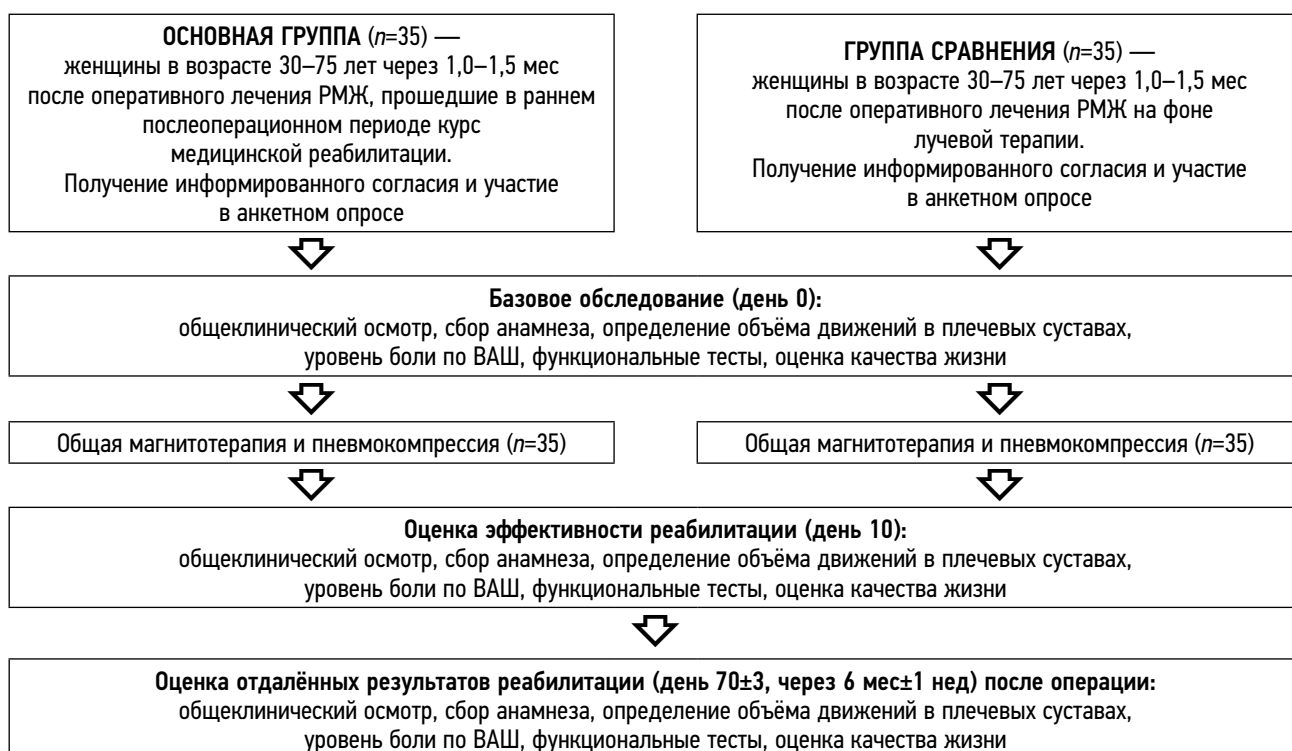 ОСНОВНАЯ ГРУППА (n=35) —
женщины в возрасте 30–75 лет через 1,0–1,5 мес
после оперативного лечения РМЖ, прошедшие в раннем
послеоперационном периоде курс
медицинской реабилитации.
Получение информированного согласия и участие
в анкетном опросе
ГРУППА СРАВНЕНИЯ (n=35) —
женщины в возрасте 30–75 лет через 1,0–1,5 мес
после оперативного лечения РМЖ на фоне
лучевой терапии.
Получение информированного согласия и участие
в анкетном опросе
Базовое обследование (день 0):
общеклинический осмотр, сбор анамнеза, определение объёма движений в плечевых суставах,
уровень боли по ВАШ, функциональные тесты, оценка качества жизни
Общая магнитотерапия и пневмокомпрессия (n=35)
Общая магнитотерапия и пневмокомпрессия (n=35)
Оценка эффективности реабилитации (день 10):
общеклинический осмотр, сбор анамнеза, определение объёма движений в плечевых суставах,
уровень боли по ВАШ, функциональные тесты, оценка качества жизни
Оценка отдалённых результатов реабилитации (день 70±3, через 6 мес±1 нед) после операции:
общеклинический осмотр, сбор анамнеза, определение объёма движений в плечевых суставах,
уровень боли по ВАШ, функциональные тесты, оценка качества жизни